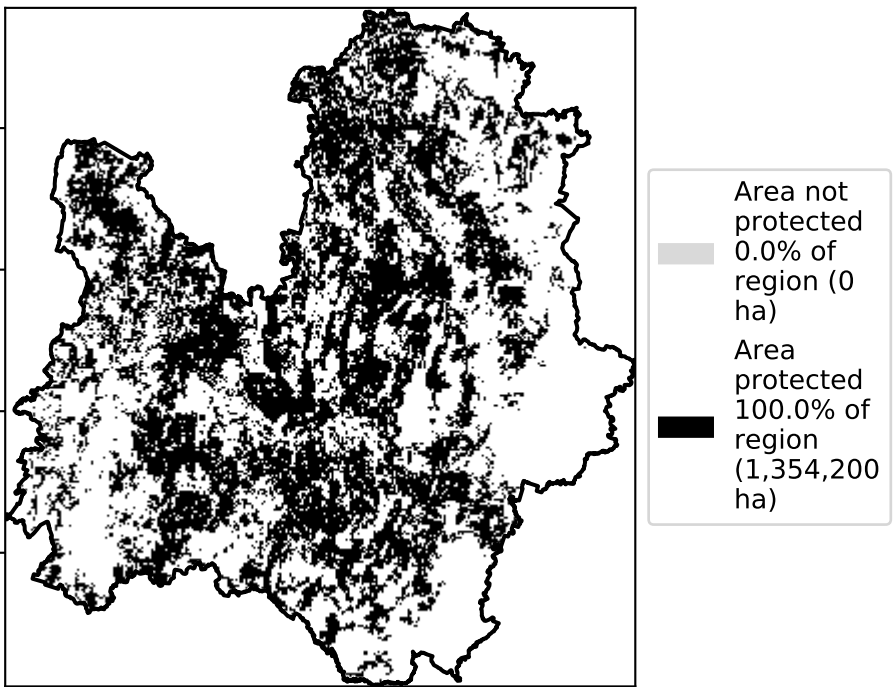 Area not
protected
0.0% of
region (0
ha)
Area
protected
100.0% of
region
(1,354,200
ha)